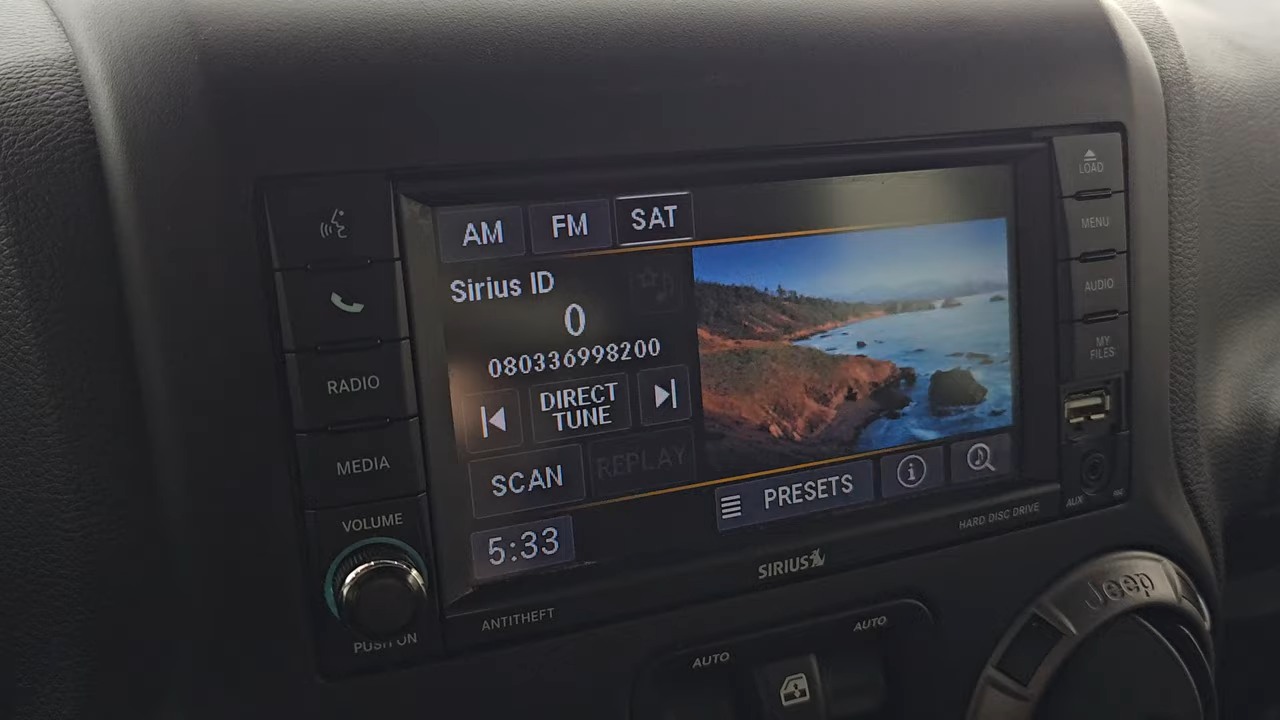 AM FM SAT
Sirius ID
0
080336998200
DIRECT
TUNE
SCAN
REPLAY
PRESETS
5:33
RADIO
MEDIA
VOLUME
PUSH ON
ANTITHEFT
SIRIUS
HARD DISC DRIVE
LOAD
MENU
AUDIO
MY
FILES
AUX
AUTO
AUTO
Jeep